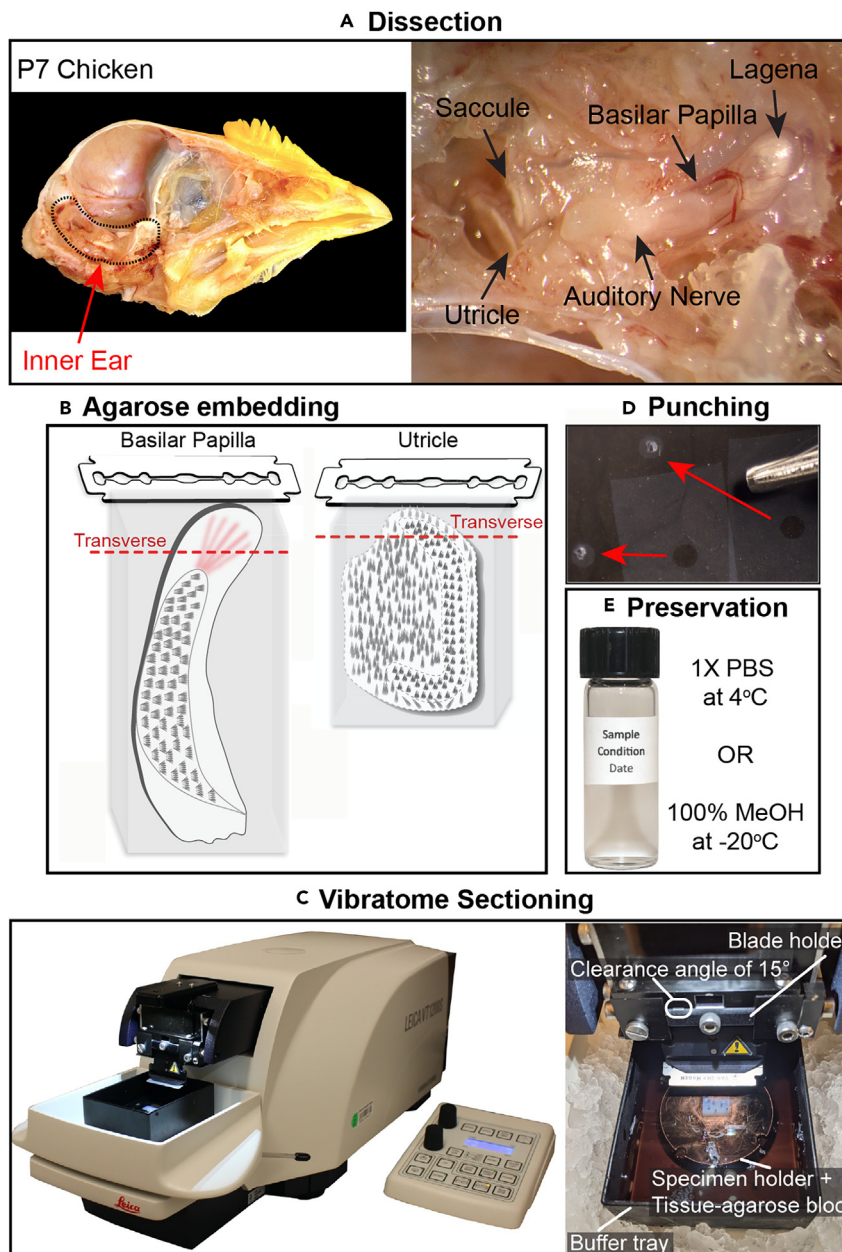 A Dissection
P7 Chicken
Inner Ear
Saccule
Basilar Papilla
Lagena
Utricle
Auditory Nerve
B Agarose embedding
Basilar Papilla
Utricle
Transverse
Transverse
D Punching
E Preservation
Sample
Condition
Date
1X PBS
at 4°C
OR
100% MeOH
at -20°C
C Vibratome Sectioning
Leica
Blade holde
Clearance angle of 15°
Specimen holder +
Tissue-agarose bloc
Buffer tray